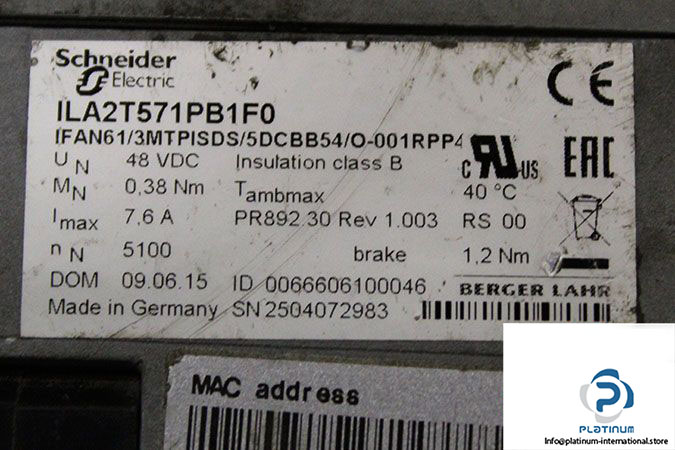 Schneider
Electric
CE
ILA2T571PB1F0
IFAN61/3MTPISDS/5DCBB54/O-001RPP4
UN 48 VDC Insulation class B
c RU US EAC
MN 0,38 Nm Tambmax 40 °C
Imax 7,6 A PR892.30 Rev 1.003 RS 00
nN 5100 brake 1,2 Nm
DOM 09.06.15 ID 0066606100046 BERGER LAHR
Made in Germany SN 2504072983
MAC address
PLATINUM
Info@platinum-international.store